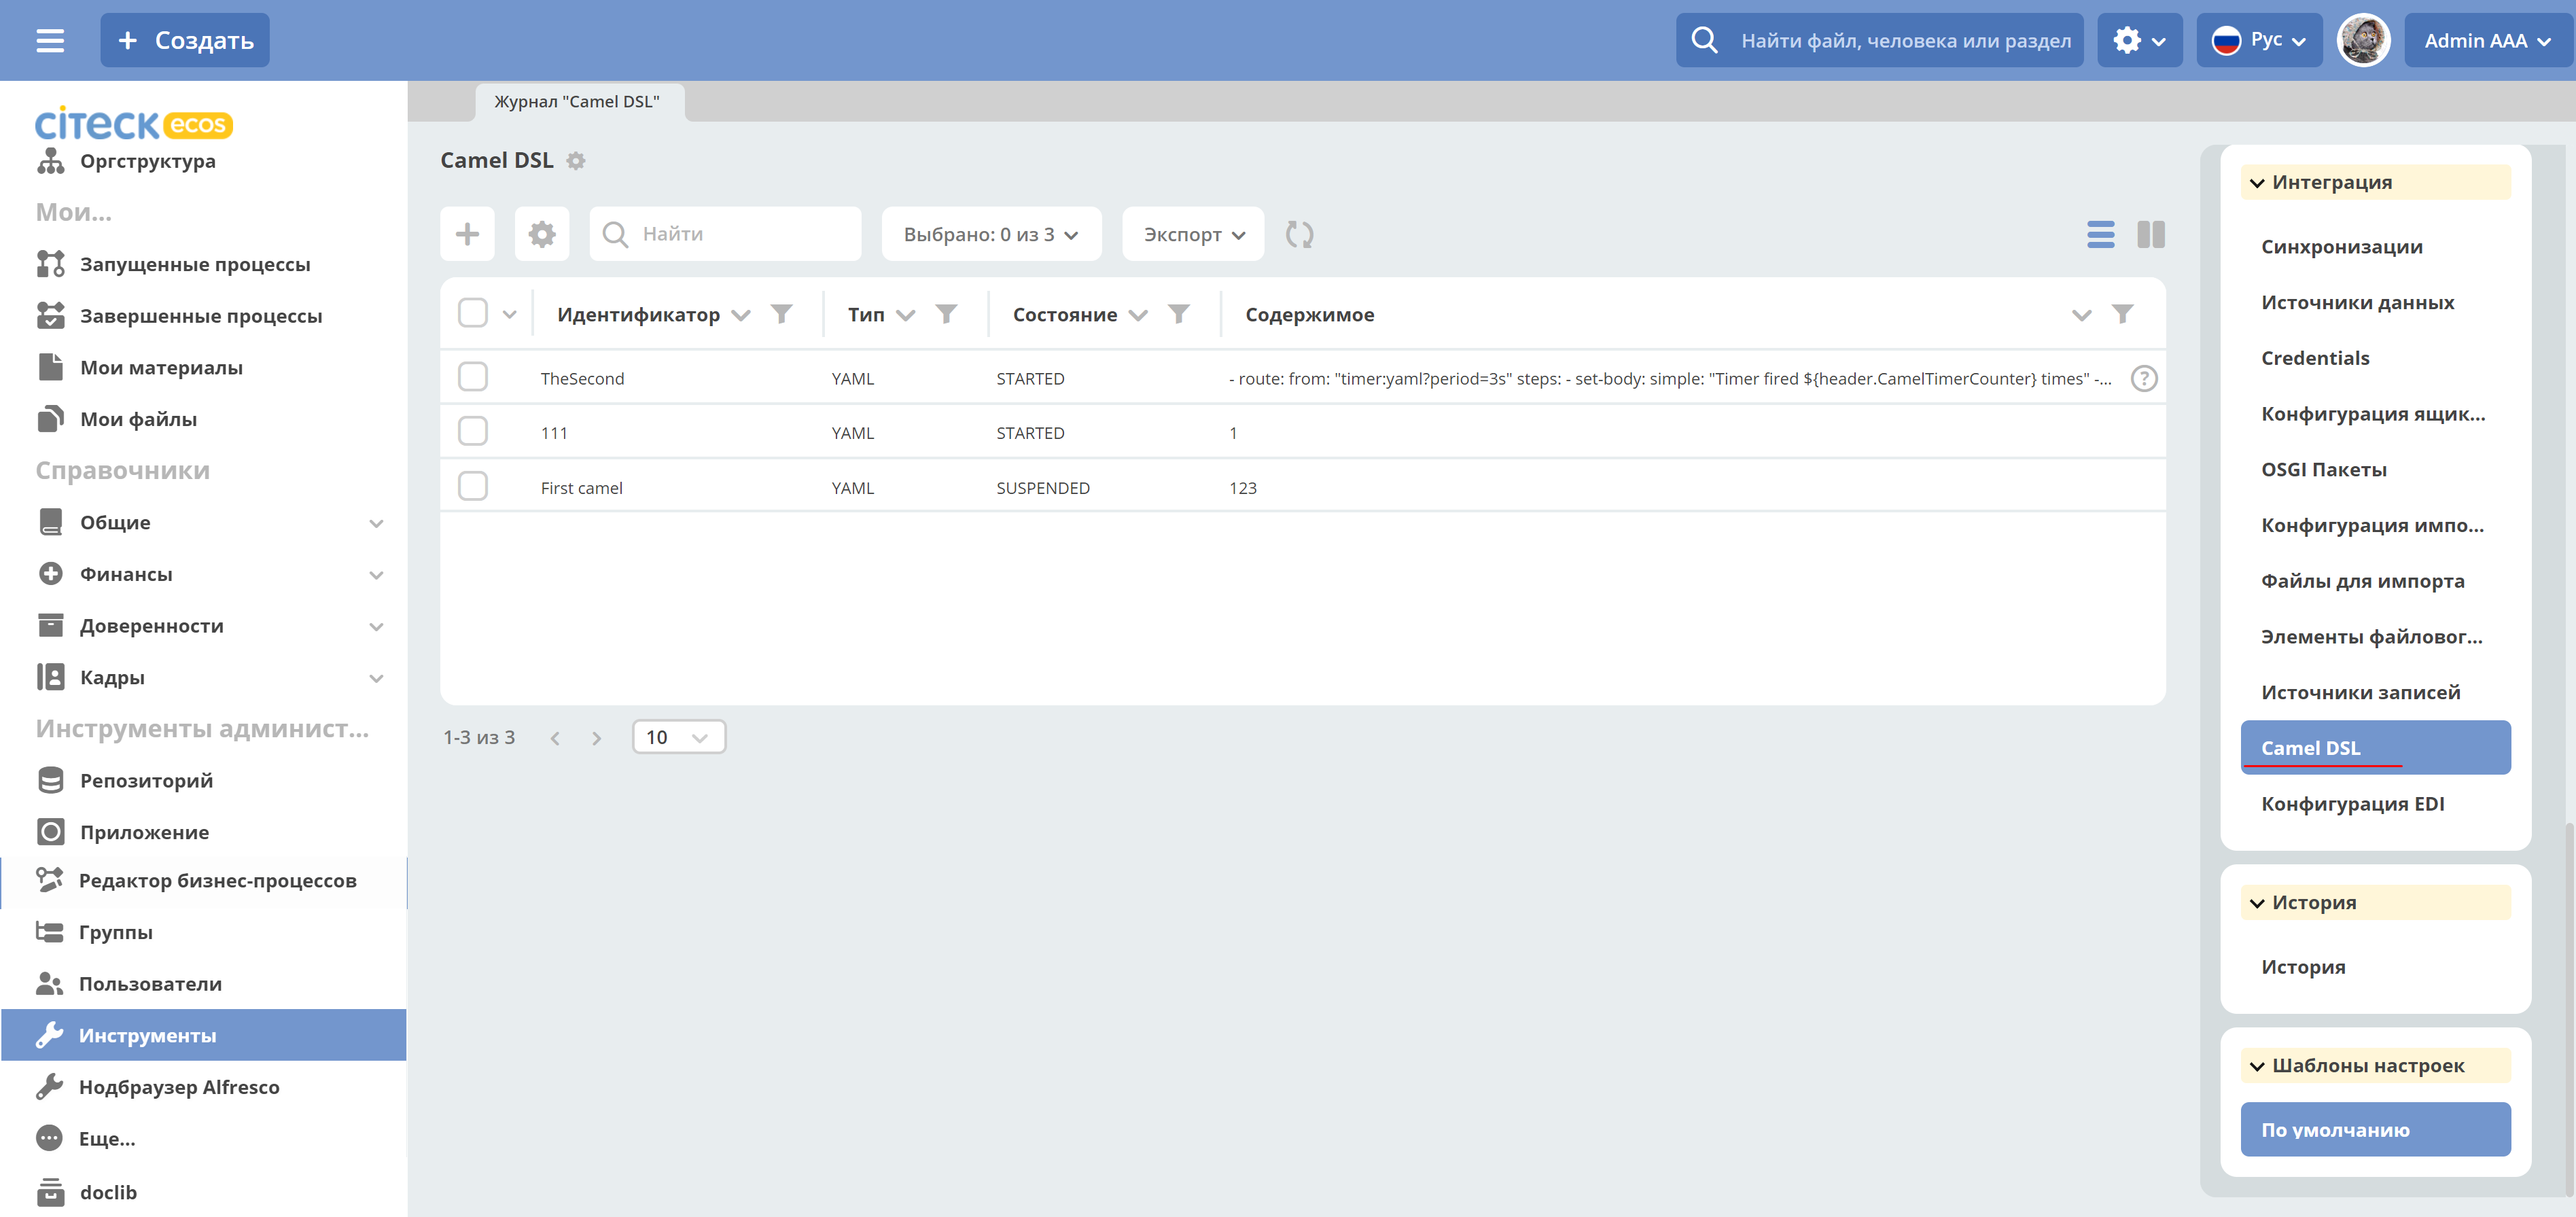 Создать
Найти файл, человека или раздел
Рус
Admin AAA
citeck ecos
Оргструктура
Мои...
Запущенные процессы
Завершенные процессы
Мои материалы
Мои файлы
Справочники
Общие
Финансы
Доверенности
Кадры
Инструменты админист...
Репозиторий
Приложение
Редактор бизнес-процессов
Группы
Пользователи
Инструменты
Нодбраузер Alfresco
Еще...
doclib
Журнал "Camel DSL"
Camel DSL
Найти
Выбрано: 0 из 3
Экспорт
Идентификатор Тип Состояние Содержимое
TheSecond YAML STARTED - route: from: "timer:yaml?period=3s" steps: - set-body: simple: "Timer fired ${header.CamelTimerCounter} times" -...
111 YAML STARTED 1
First camel YAML SUSPENDED 123
1-3 из 3
10
Интеграция
Синхронизации
Источники данных
Credentials
Конфигурация ящик...
OSGI Пакеты
Конфигурация импо...
Файлы для импорта
Элементы файловог...
Источники записей
Camel DSL
Конфигурация EDI
История
История
Шаблоны настроек
По умолчанию